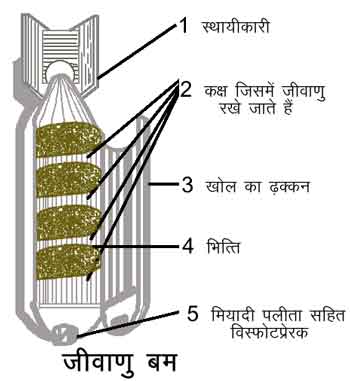 1 स्थायीकारी
2 कक्ष जिसमें जीवाणु
रखे जाते हैं
3 खोल का ढ़क्कन
4 भित्ति
5 मियादी पलीता सहित
विस्फोटप्रेरक
जीवाणु बम